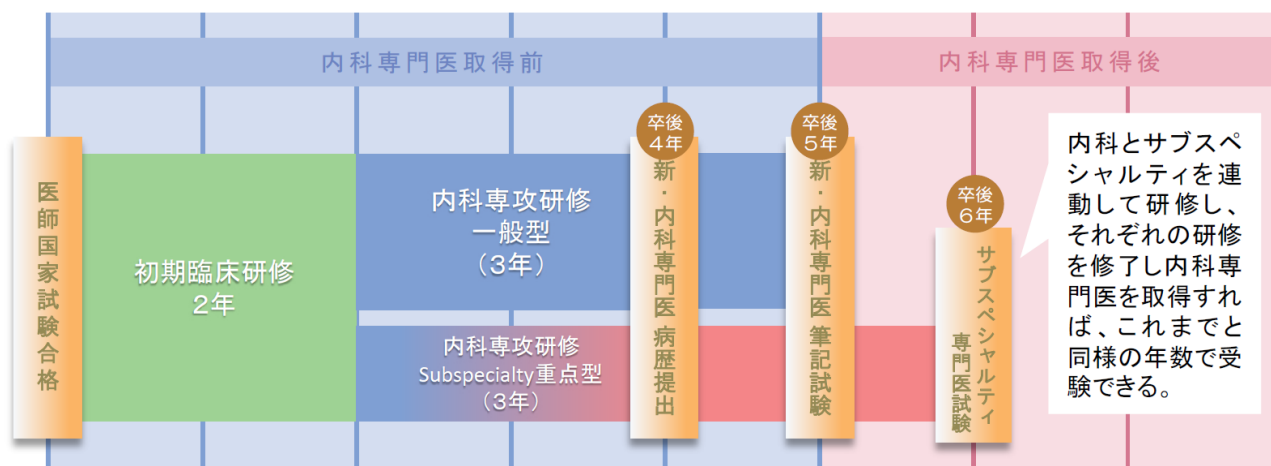 内科専門医取得前
内科専門医取得後
医師国家試験合格
初期臨床研修
2年
内科専攻研修
一般型
(3年)
内科専攻研修
Subspecialty重点型
(3年)
卒後
4年
新・内科専門医 病歴提出
卒後
5年
新・内科専門医 筆記試験
卒後
6年
サブスペシャルティ
専門医試験
内科とサブスペ
シャルティを連
動して研修し、
それぞれの研修
を修了し内科専
門医を取得すれ
ば、これまでと
同様の年数で受
験できる。